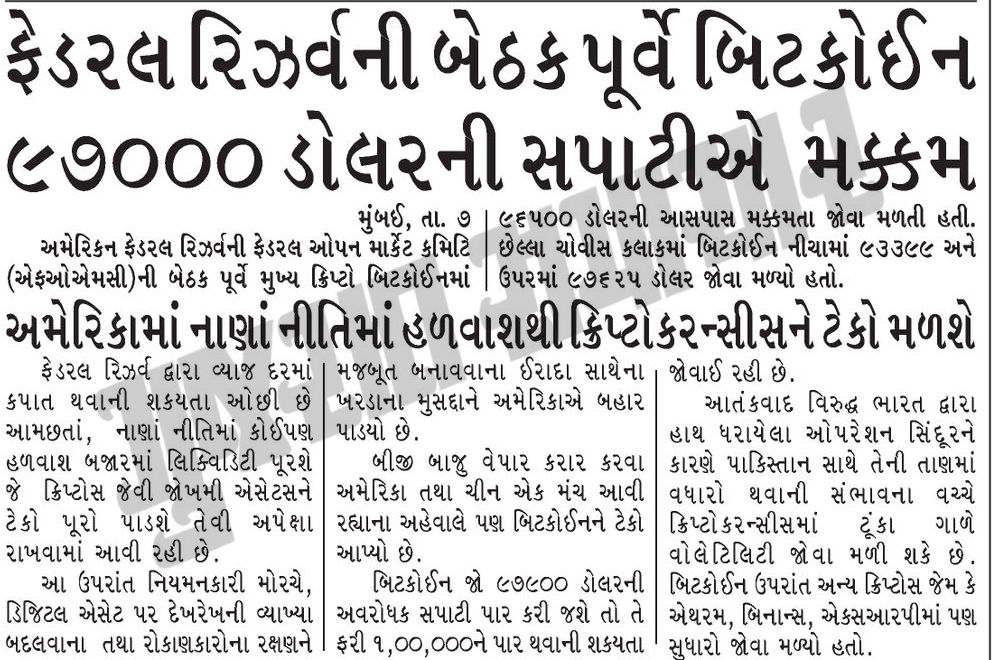 ફેડરલ રિઝર્વની બેઠક પૂર્વે બિટકોઈન
૯૭૦૦૦ ડોલરની સપાટીએ મક્કમ
મુંબઈ, તા. ૭
અમેરિકન ફેડરલ રિઝર્વની ફેડરલ ઓપન માર્કેટ કમિટિ
(એફઓએમસી)ની બેઠક પૂર્વે મુખ્ય ક્રિપ્ટો બિટકોઈનમાં
૯૬૫૦૦ ડોલરની આસપાસ મક્કમતા જોવા મળતી હતી.
છેલ્લા ચોવીસ કલાકમાં બિટકોઈન નીચામાં ૯૩૩૯૯ અને
ઉપરમાં ૯૭૬૨૫ ડોલર જોવા મળ્યો હતો.
અમેરિકામાં નાણાં નીતિમાં હળવાશથી ક્રિપ્ટોકરન્સીસને ટેકો મળશે
ફેડરલ રિઝર્વ દ્વારા વ્યાજ દરમાં
કપાત થવાની શકયતા ઓછી છે
આમછતાં, નાણાં નીતિમાં કોઈપણ
હળવાશ બજારમાં લિક્વિડિટી પૂરશે
જે ક્રિપ્ટોસ જેવી જોખમી એસેટસને
ટેકો પૂરો પાડશે તેવી અપેક્ષા
રાખવામાં આવી રહી છે.
આ ઉપરાંત નિયમનકારી મોરચે,
ડિજિટલ એસેટ પર દેખરેખની વ્યાખ્યા
બદલવાના તથા રોકાણકારોના રક્ષણને
મજબૂત બનાવવાના ઈરાદા સાથેના
ખરડાના મુસદ્દાને અમેરિકાએ બહાર
પાડયો છે.
બીજી બાજુ વેપાર કરાર કરવા
અમેરિકા તથા ચીન એક મંચ આવી
રહ્યાના અહેવાલે પણ બિટકોઈનને ટેકો
આપ્યો છે.
બિટકોઈન જો ૯૭૯૦૦ ડોલરની
અવરોધક સપાટી પાર કરી જશે તો તે
ફરી ૧,૦૦,૦૦૦ને પાર થવાની શકયતા
જોવાઈ રહી છે.
આતંકવાદ વિરુદ્ધ ભારત દ્વારા
હાથ ધરાયેલા ઓપરેશન સિંદૂરને
કારણે પાકિસ્તાન સાથે તેની તાણમાં
વધારો થવાની સંભાવના વચ્ચે
ક્રિપ્ટોકરન્સીસમાં ટૂંકા ગાળે
વોલેટિલિટી જોવા મળી શકે છે.
બિટકોઈન ઉપરાંત અન્ય ક્રિપ્ટોસ જેમ કે
એથરમ, બિનાન્સ, એક્સઆરપીમાં પણ
સુધારો જોવા મળ્યો હતો.